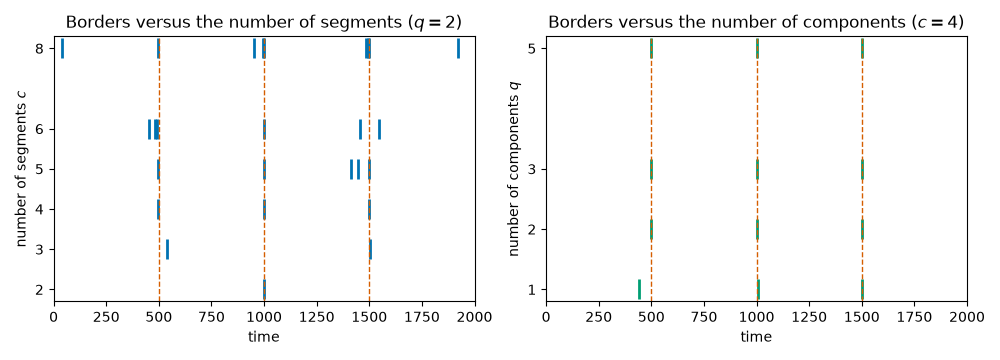 Borders versus the number of segments (q = 2)
number of segments c
8
6
5
4
3
2
0 250 500 750 1000 1250 1500 1750 2000
time
Borders versus the number of components (c = 4)
number of components q
5
3
2
1
0 250 500 750 1000 1250 1500 1750 2000
time